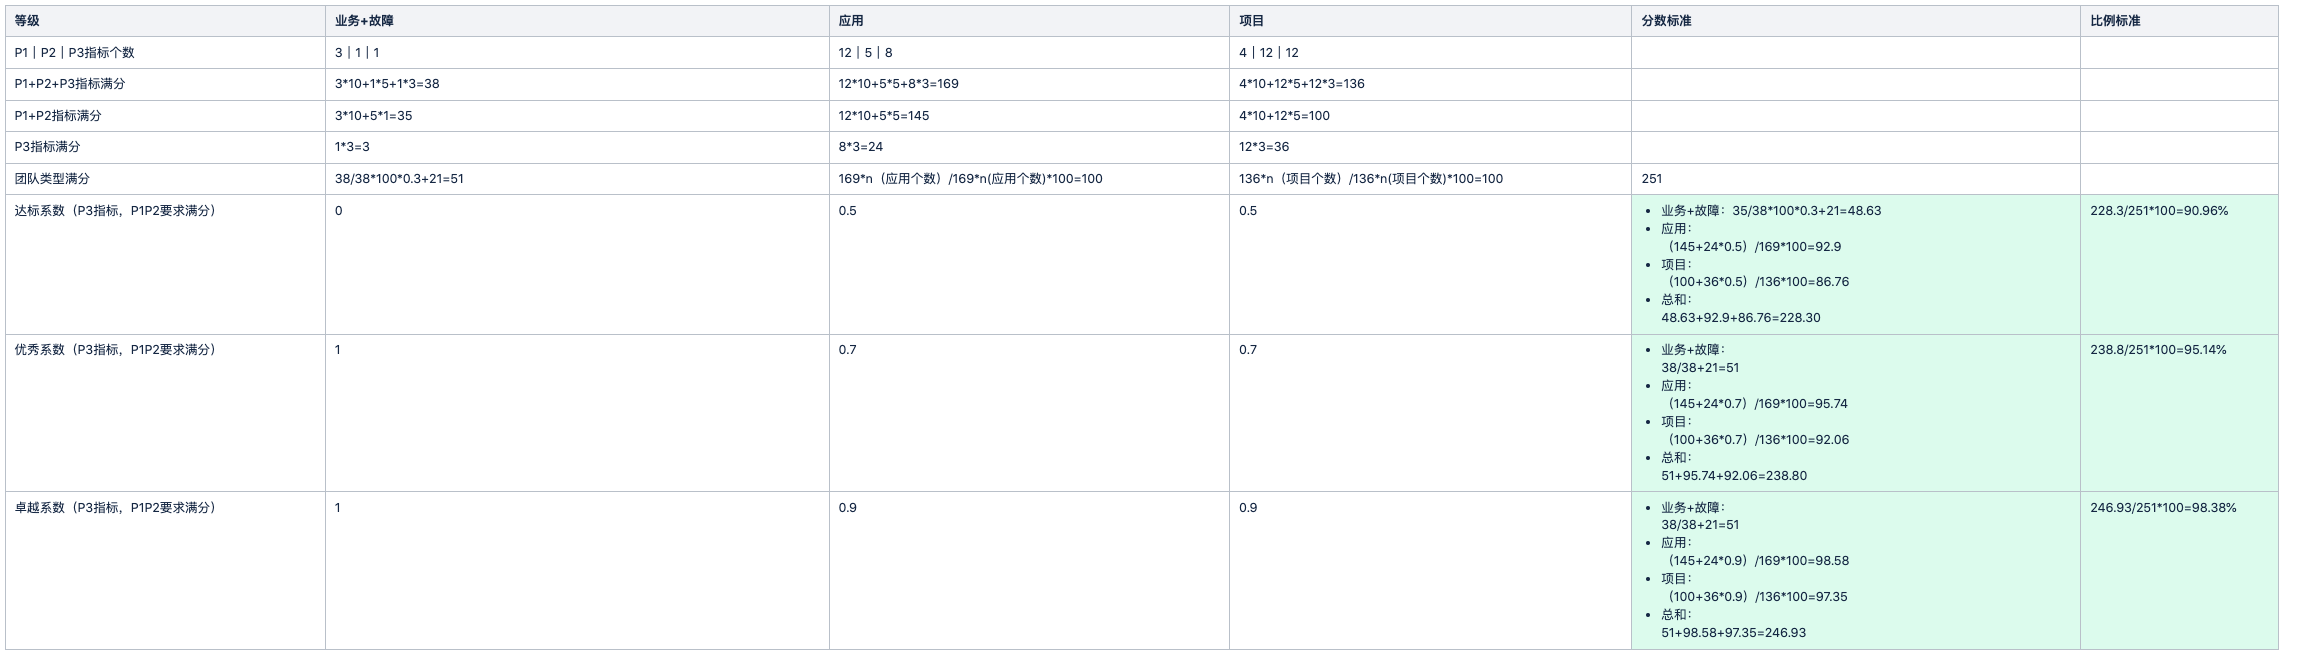 等级 业务+故障 应用 项目 分数标准 比例标准
P1｜P2｜P3指标个数 3｜1｜1 12｜5｜8 4｜12｜12
P1+P2+P3指标满分 3*10+1*5+1*3=38 12*10+5*5+8*3=169 4*10+12*5+12*3=136
P1+P2指标满分 3*10+5*1=35 12*10+5*5=145 4*10+12*5=100
P3指标满分 1*3=3 8*3=24 12*3=36
团队类型满分 38/38*100*0.3+21=51 169*n（应用个数）/169*n(应用个数)*100=100 136*n（项目个数）/136*n(项目个数)*100=100 251
达标系数（P3指标，P1P2要求满分） 0 0.5 0.5 • 业务+故障：35/38*100*0.3+21=48.63 228.3/251*100=90.96%
• 应用：
（145+24*0.5）/169*100=92.9
• 项目：
（100+36*0.5）/136*100=86.76
• 总和：
48.63+92.9+86.76=228.30
优秀系数（P3指标，P1P2要求满分） 1 0.7 0.7 • 业务+故障： 238.8/251*100=95.14%
38/38+21=51
• 应用：
（145+24*0.7）/169*100=95.74
• 项目：
（100+36*0.7）/136*100=92.06
• 总和：
51+95.74+92.06=238.80
卓越系数（P3指标，P1P2要求满分） 1 0.9 0.9 • 业务+故障： 246.93/251*100=98.38%
38/38+21=51
• 应用：
（145+24*0.9）/169*100=98.58
• 项目：
（100+36*0.9）/136*100=97.35
• 总和：
51+98.58+97.35=246.93